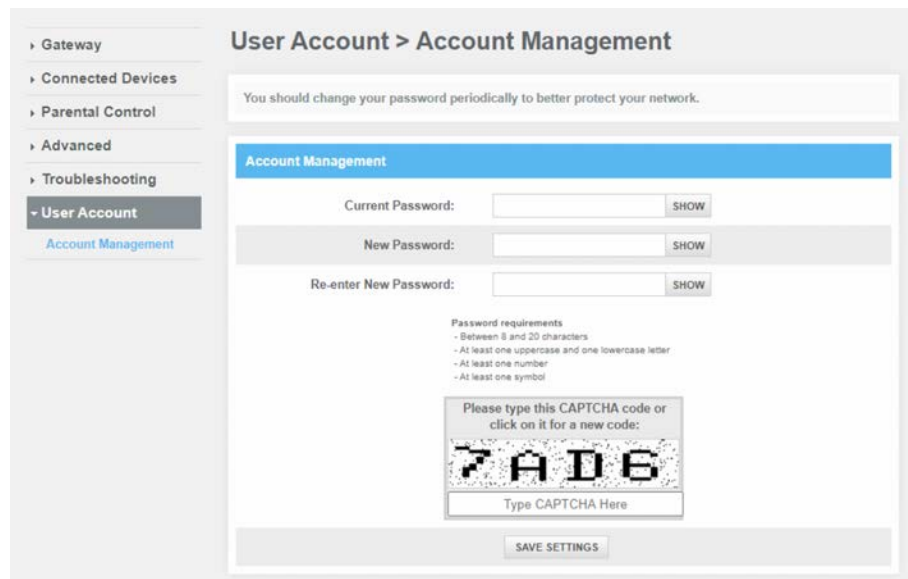 Gateway
Connected Devices
Parental Control
Advanced
Troubleshooting
User Account
Account Management
User Account > Account Management
You should change your password periodically to better protect your network.
Account Management
Current Password:
SHOW
New Password:
SHOW
Re-enter New Password:
SHOW
Password requirements
- Between 8 and 20 characters
- At least one uppercase and one lowercase letter
- At least one number
- At least one symbol
Please type this CAPTCHA code or
click on it for a new code:
7AD6
Type CAPTCHA Here
SAVE SETTINGS